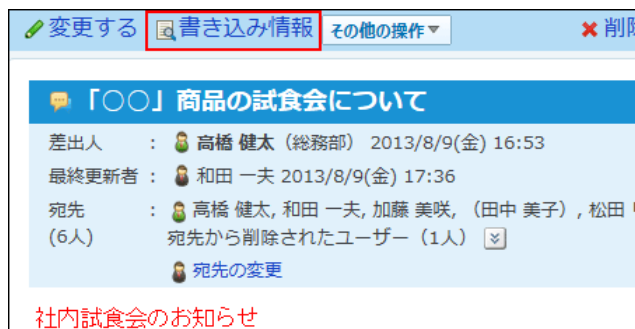 変更する 書き込み情報 その他の操作▼ 削除
「○○」商品の試食会について
差出人 : 高橋 健太（総務部） 2013/8/9(金) 16:53
最終更新者 : 和田 一夫 2013/8/9(金) 17:36
宛先 : 高橋 健太, 和田 一夫, 加藤 美咲, （田中 美子）, 松田
(6人) 宛先から削除されたユーザー（1人）
宛先の変更
社内試食会のお知らせ